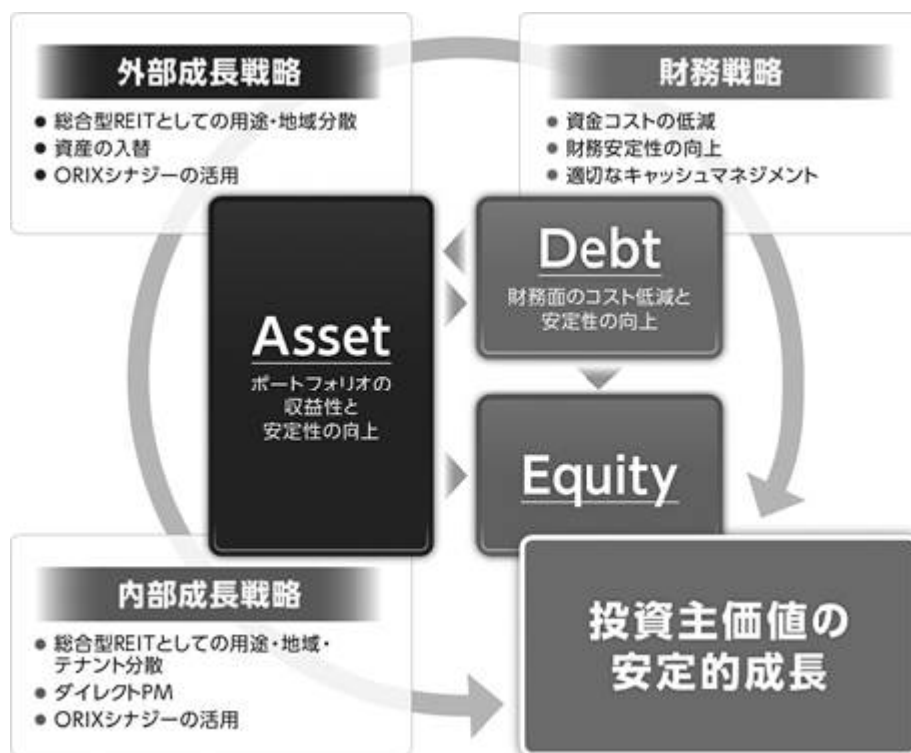 外部成長戦略
● 総合型REITとしての用途・地域分散
● 資産の入替
● ORIXシナジーの活用
財務戦略
● 資金コストの低減
● 財務安定性の向上
● 適切なキャッシュマネジメント
Asset
ポートフォリオの
収益性と
安定性の向上
Debt
財務面のコスト低減と
安定性の向上
Equity
内部成長戦略
● 総合型REITとしての用途・地域・
テナント分散
● ダイレクトPM
● ORIXシナジーの活用
投資主価値の
安定的成長